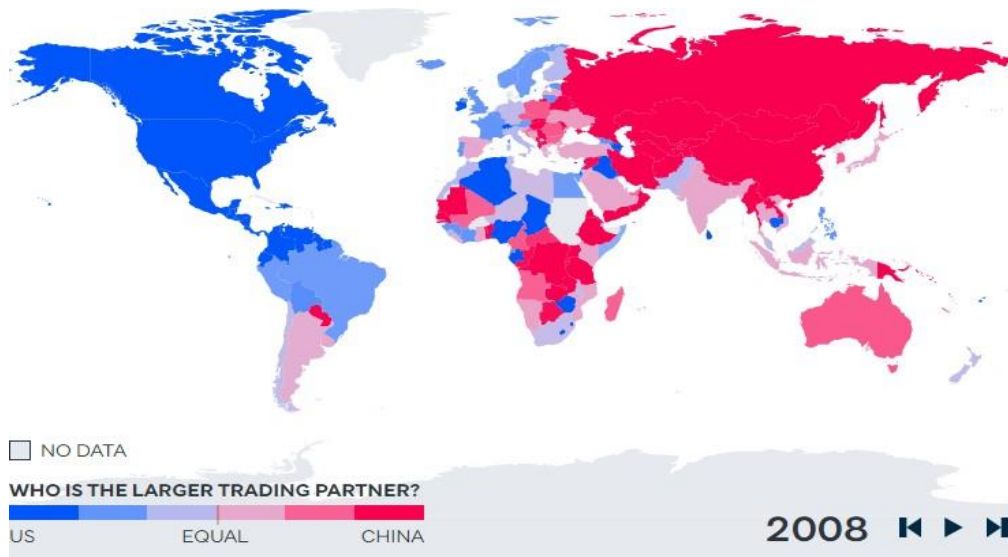 NO DATA
WHO IS THE LARGER TRADING PARTNER?
US EQUAL CHINA
2008